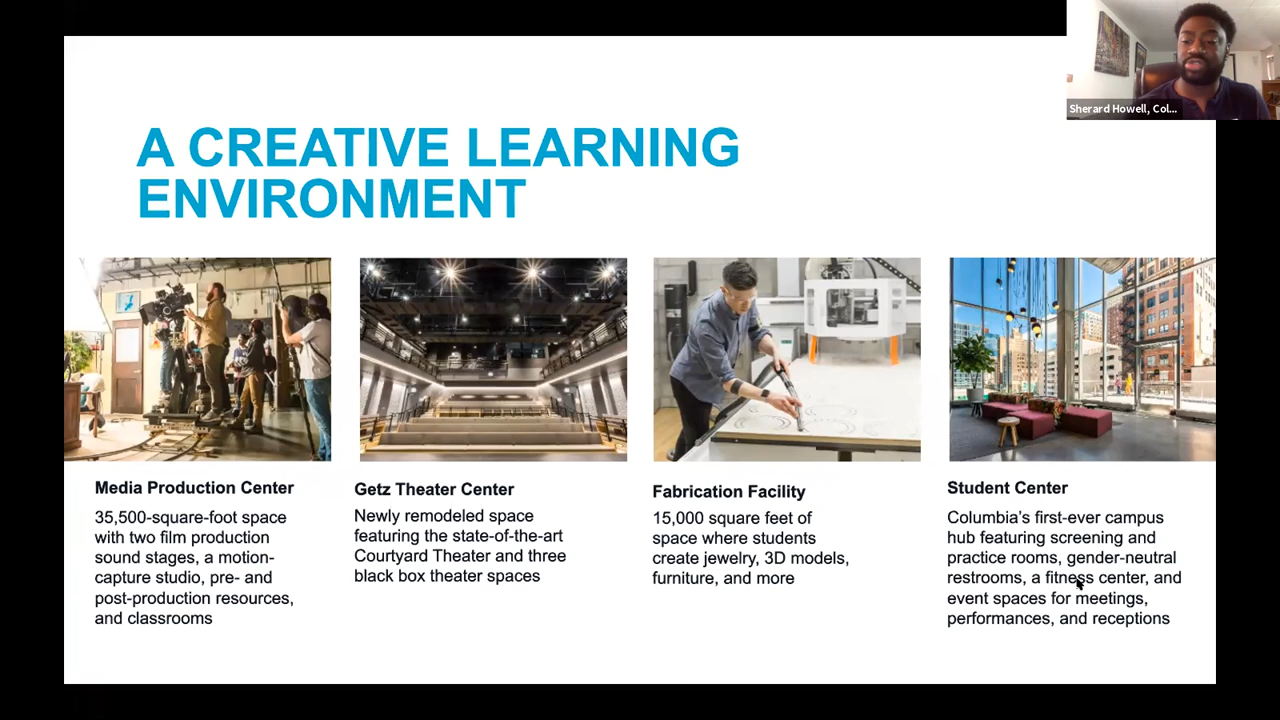 Sherard Howell, Col...
A CREATIVE LEARNING
ENVIRONMENT
Media Production Center
35,500-square-foot space
with two film production
sound stages, a motion-
capture studio, pre- and
post-production resources,
and classrooms
Getz Theater Center
Newly remodeled space
featuring the state-of-the-art
Courtyard Theater and three
black box theater spaces
Fabrication Facility
15,000 square feet of
space where students
create jewelry, 3D models,
furniture, and more
Student Center
Columbia’s first-ever campus
hub featuring screening and
practice rooms, gender-neutral
restrooms, a fitness center, and
event spaces for meetings,
performances, and receptions